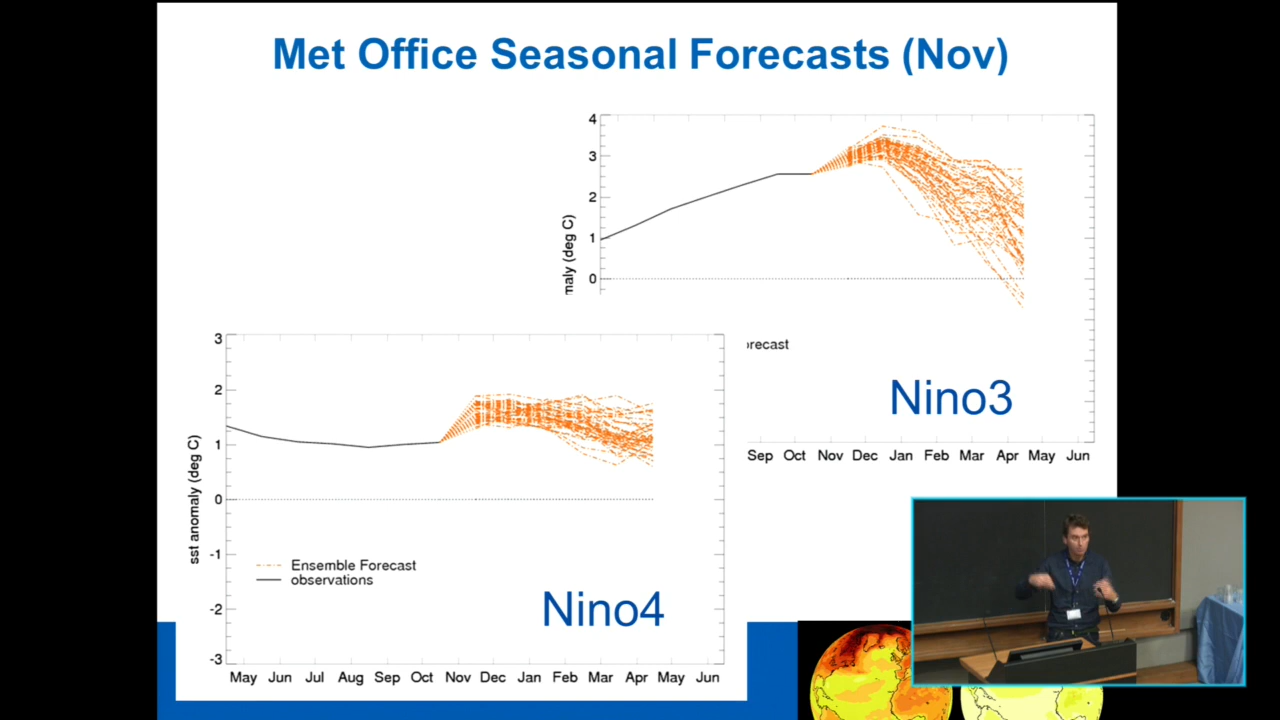 Met Office Seasonal Forecasts (Nov)
4
3
2
1
0
maly (deg C)
orecast
Nino3
Sep Oct Nov Dec Jan Feb Mar Apr May Jun
3
2
1
0
-1
-2
-3
sst anomaly (deg C)
Ensemble Forecast
observations
Nino4
May Jun Jul Aug Sep Oct Nov Dec Jan Feb Mar Apr May Jun